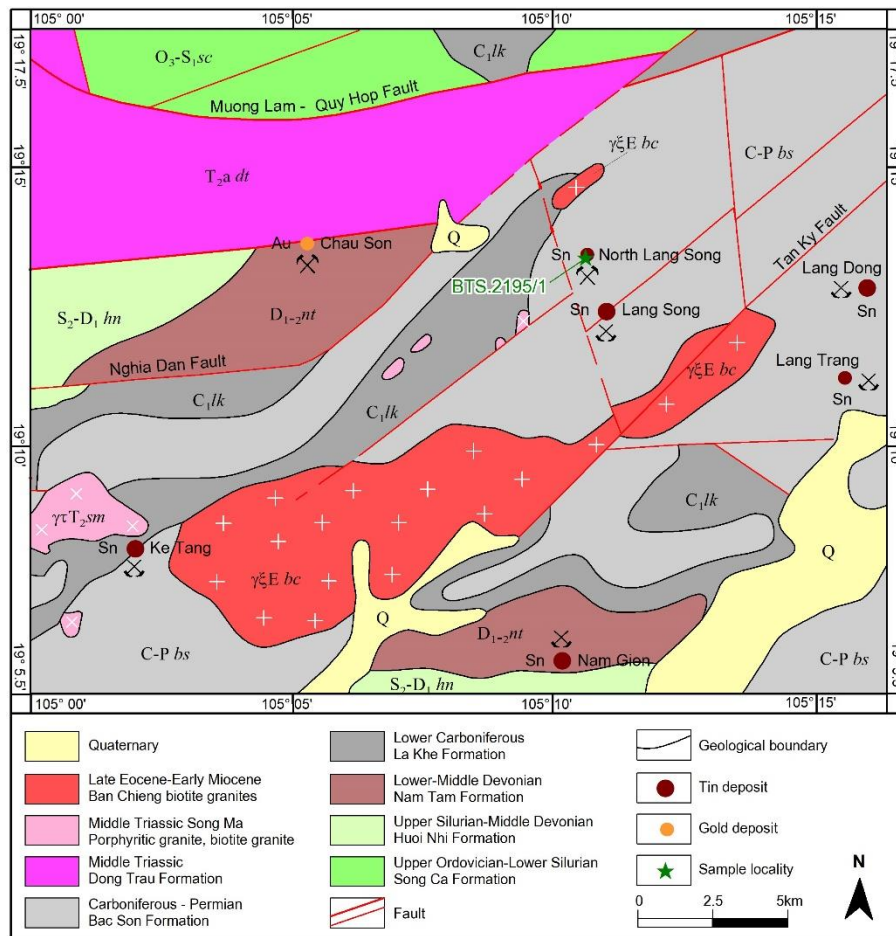 105° 00'
105° 05'
105° 10'
105° 15'
19° 17.5'
19° 17.5'
O₃-S₁sc
C₁lk
Muong Lam - Quy Hop Fault
γξE bc
C-P bs
19° 15'
T₂a dt
Tan Ky Fault
Au Chau Son
Q
Sn North Lang Song
BTS.2195/1
Lang Dong
Sn
S₂-D₁ hn
D₁₋₂nt
Sn Lang Song
Nghia Dan Fault
Lang Trang
Sn
γξE bc
C₁lk
C₁lk
19° 10'
C₁lk
γτT₂sm
Sn Ke Tang
Q
γξE bc
Q
D₁₋₂nt
C-P bs
Sn Nam Gion
C-P bs
S₂-D₁ hn
19° 5.5'
105° 00'
105° 05'
105° 10'
105° 15'
Quaternary
Late Eocene-Early Miocene
Ban Chieng biotite granites
Middle Triassic Song Ma
Porphyritic granite, biotite granite
Middle Triassic
Dong Trau Formation
Carboniferous - Permian
Bac Son Formation
Lower Carboniferous
La Khe Formation
Lower-Middle Devonian
Nam Tam Formation
Upper Silurian-Middle Devonian
Huoi Nhi Formation
Upper Ordovician-Lower Silurian
Song Ca Formation
Fault
Geological boundary
Tin deposit
Gold deposit
Sample locality
N
0 2.5 5km